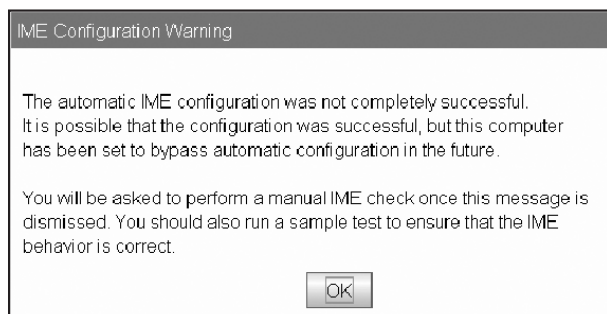 IME Configuration Warning
The automatic IME configuration was not completely successful.
It is possible that the configuration was successful, but this computer
has been set to bypass automatic configuration in the future.
You will be asked to perform a manual IME check once this message is
dismissed. You should also run a sample test to ensure that the IME
behavior is correct.
OK